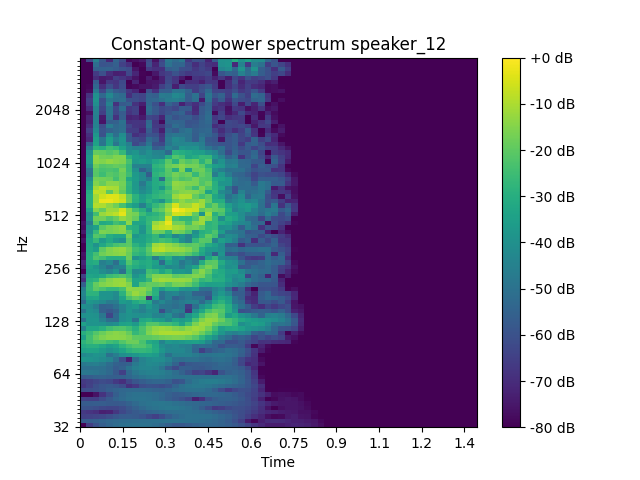 Constant-Q power spectrum speaker_12
Hz
2048
1024
512
256
128
64
32
0 0.15 0.3 0.45 0.6 0.75 0.9 1.1 1.2 1.4
Time
+0 dB
-10 dB
-20 dB
-30 dB
-40 dB
-50 dB
-60 dB
-70 dB
-80 dB